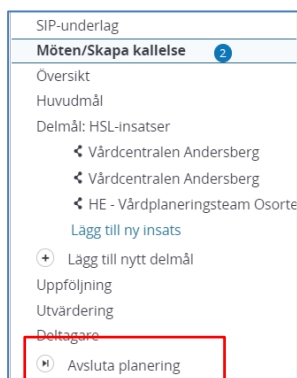 SIP-underlag
Möten/Skapa kallelse 2
Översikt
Huvudmål
Delmål: HSL-insatser
Vårdcentralen Andersberg
Vårdcentralen Andersberg
HE - Vårdplaneringsteam Osorte
Lägg till ny insats
Lägg till nytt delmål
Uppföljning
Utvärdering
Deltagare
Avsluta planering